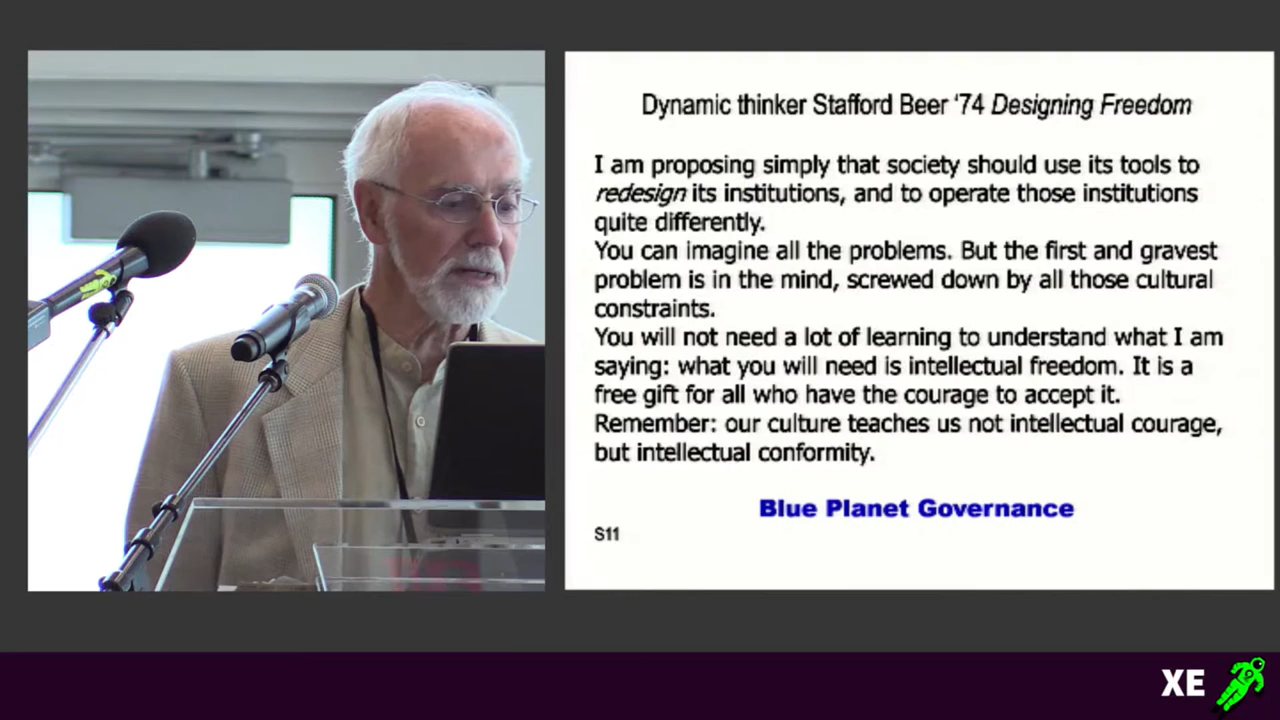 Dynamic thinker Stafford Beer ‘74 Designing Freedom
I am proposing simply that society should use its tools to
redesign its institutions, and to operate those institutions
quite differently.
You can imagine all the problems. But the first and gravest
problem is in the mind, screwed down by all those cultural
constraints.
You will not need a lot of learning to understand what I am
saying: what you will need is intellectual freedom. It is a
free gift for all who have the courage to accept it.
Remember: our culture teaches us not intellectual courage,
but intellectual conformity.
Blue Planet Governance
S11
XE